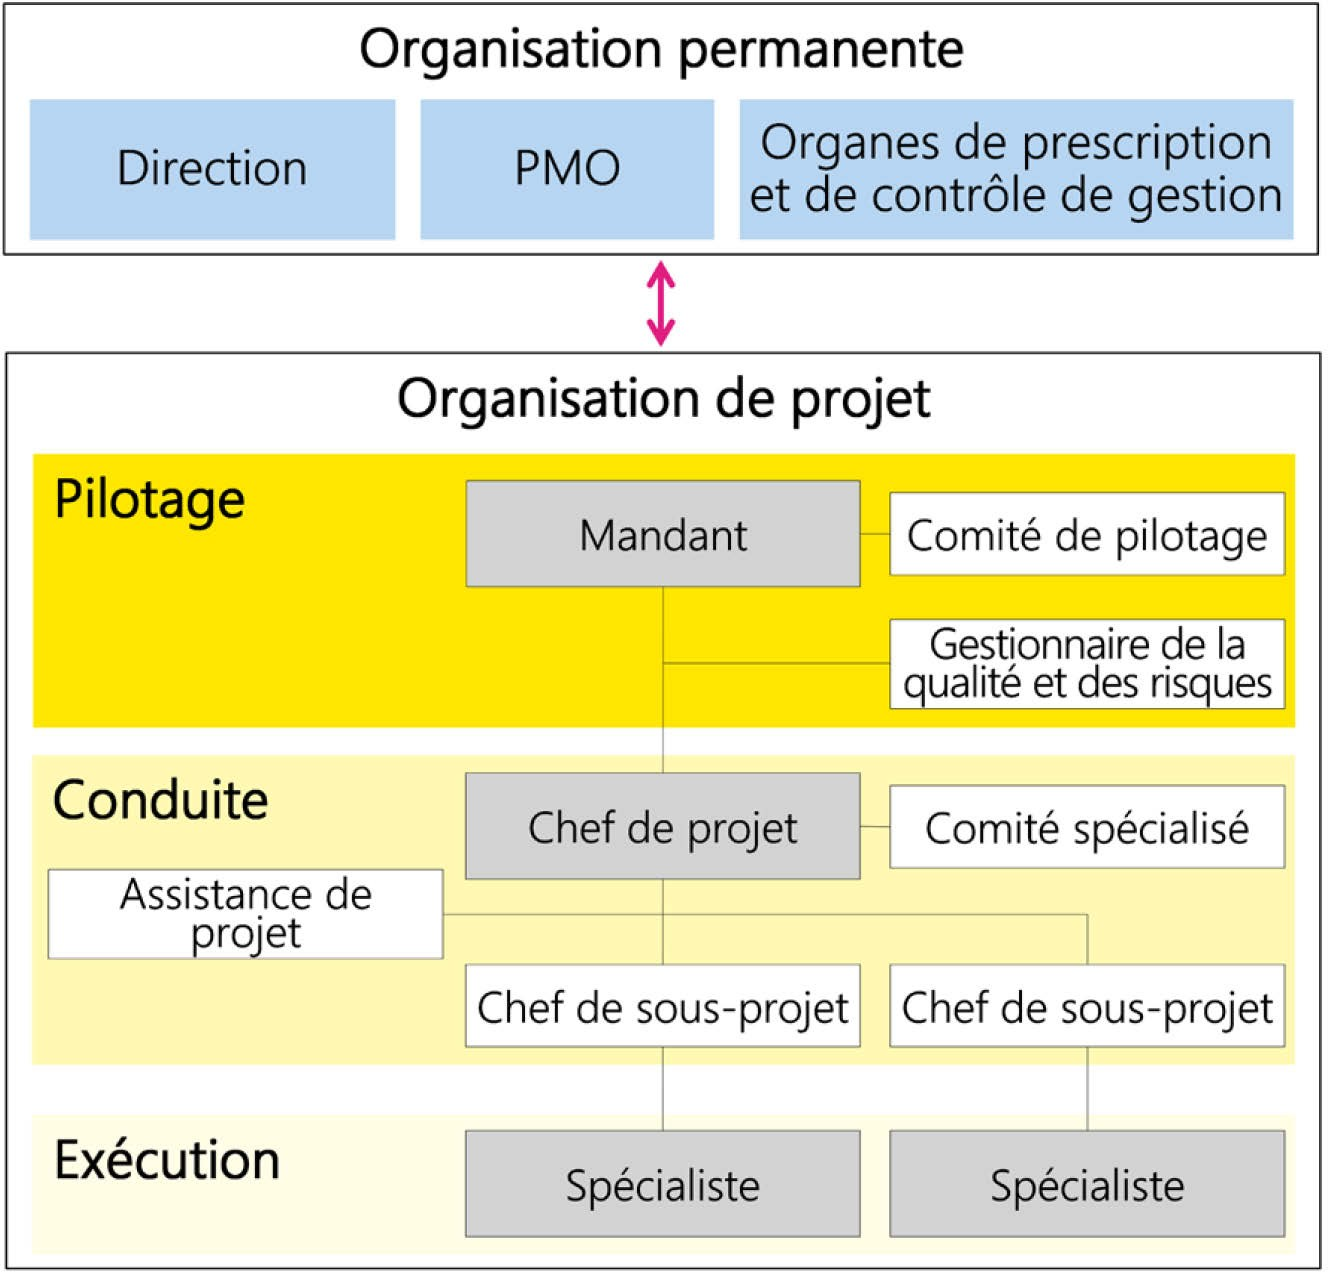 Organisation permanente
Direction
PMO
Organes de prescription
et de contrôle de gestion
Organisation de projet
Pilotage
Mandant
Comité de pilotage
Gestionnaire de la
qualité et des risques
Conduite
Chef de projet
Comité spécialisé
Assistance de
projet
Chef de sous-projet
Chef de sous-projet
Exécution
Spécialiste
Spécialiste